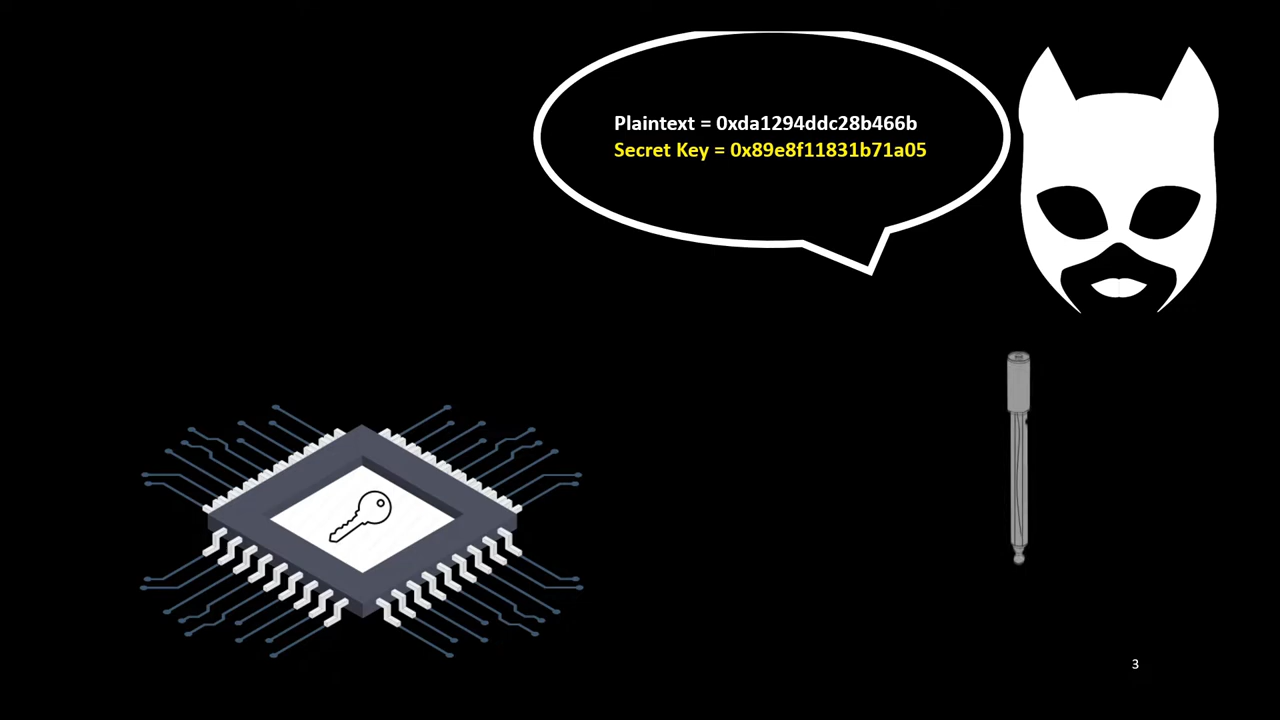 Plaintext = 0xda1294ddc28b466b
Secret Key = 0x89e8f11831b71a05
3